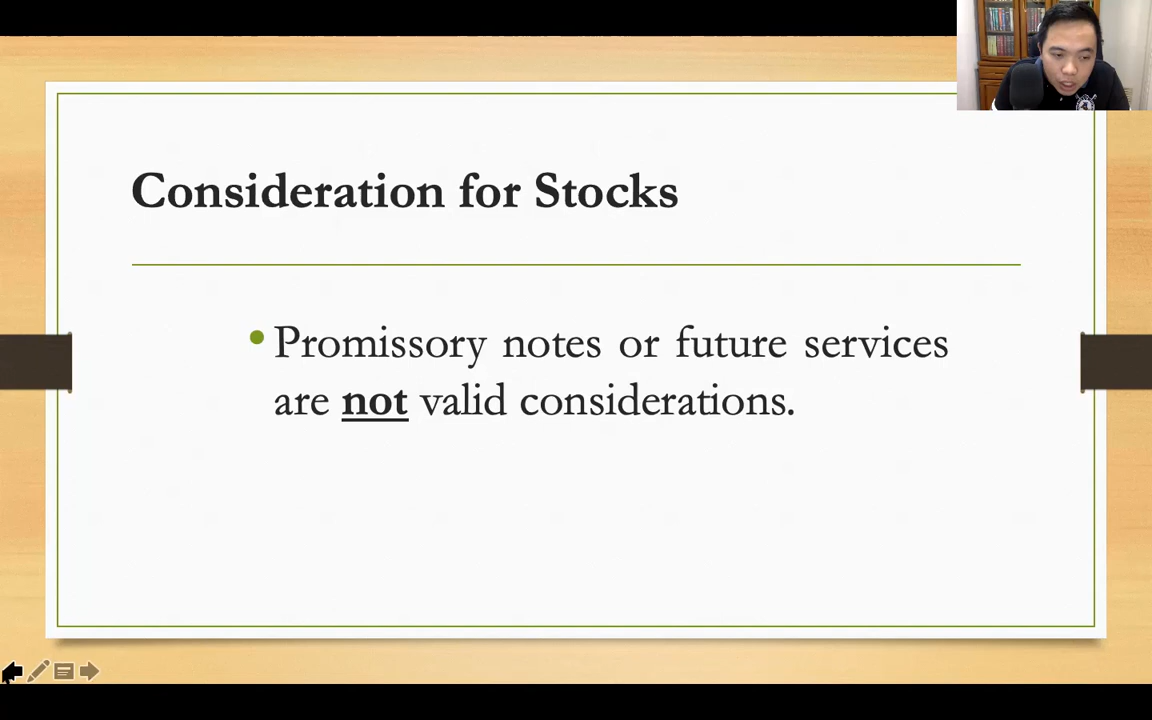 Consideration for Stocks
• Promissory notes or future services
are not valid considerations.